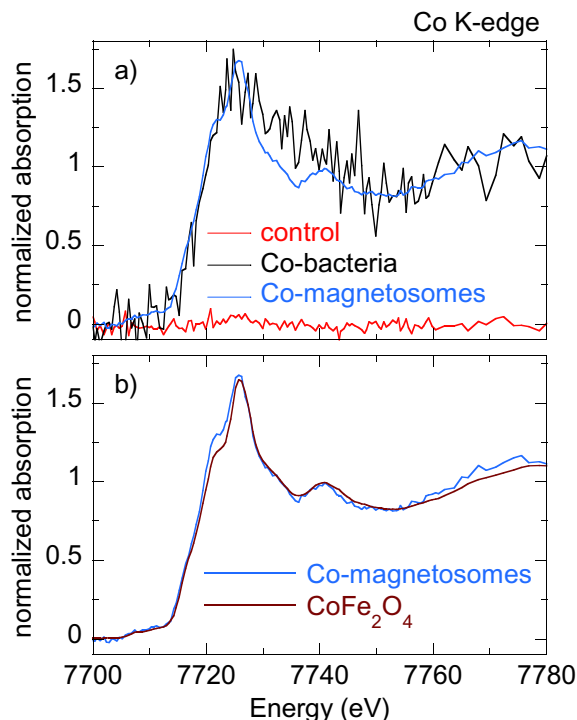 Co K-edge
a)
normalized absorption
1.5
1
0.5
0
control
Co-bacteria
Co-magnetosomes
b)
normalized absorption
1.5
1
0.5
0
Co-magnetosomes
CoFe₂O₄
7700 7720 7740 7760 7780
Energy (eV)